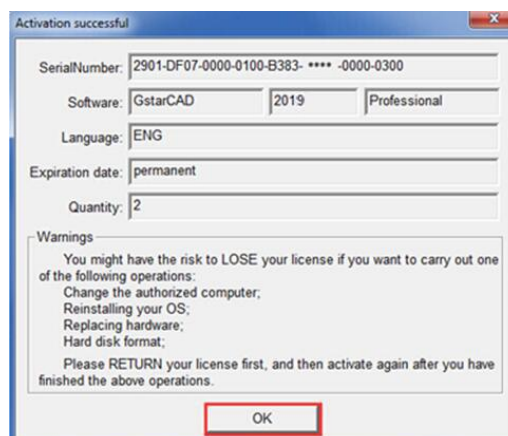 Activation successful
SerialNumber: 2901-DF07-0000-0100-B383- **** -0000-0300
Software: GstarCAD 2019 Professional
Language: ENG
Expiration date: permanent
Quantity: 2
Warnings
You might have the risk to LOSE your license if you want to carry out one
of the following operations:
Change the authorized computer;
Reinstalling your OS;
Replacing hardware;
Hard disk format;
Please RETURN your license first, and then activate again after you have
finished the above operations.
OK